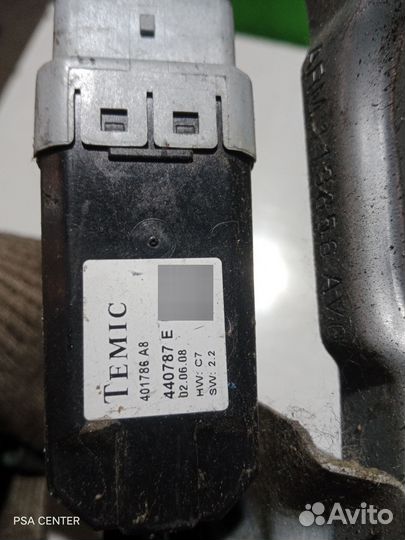 TEMIC
401786 A8
440787 E
02.06.08
HW: C7
SW: 2.2
PSA CENTER
Avito